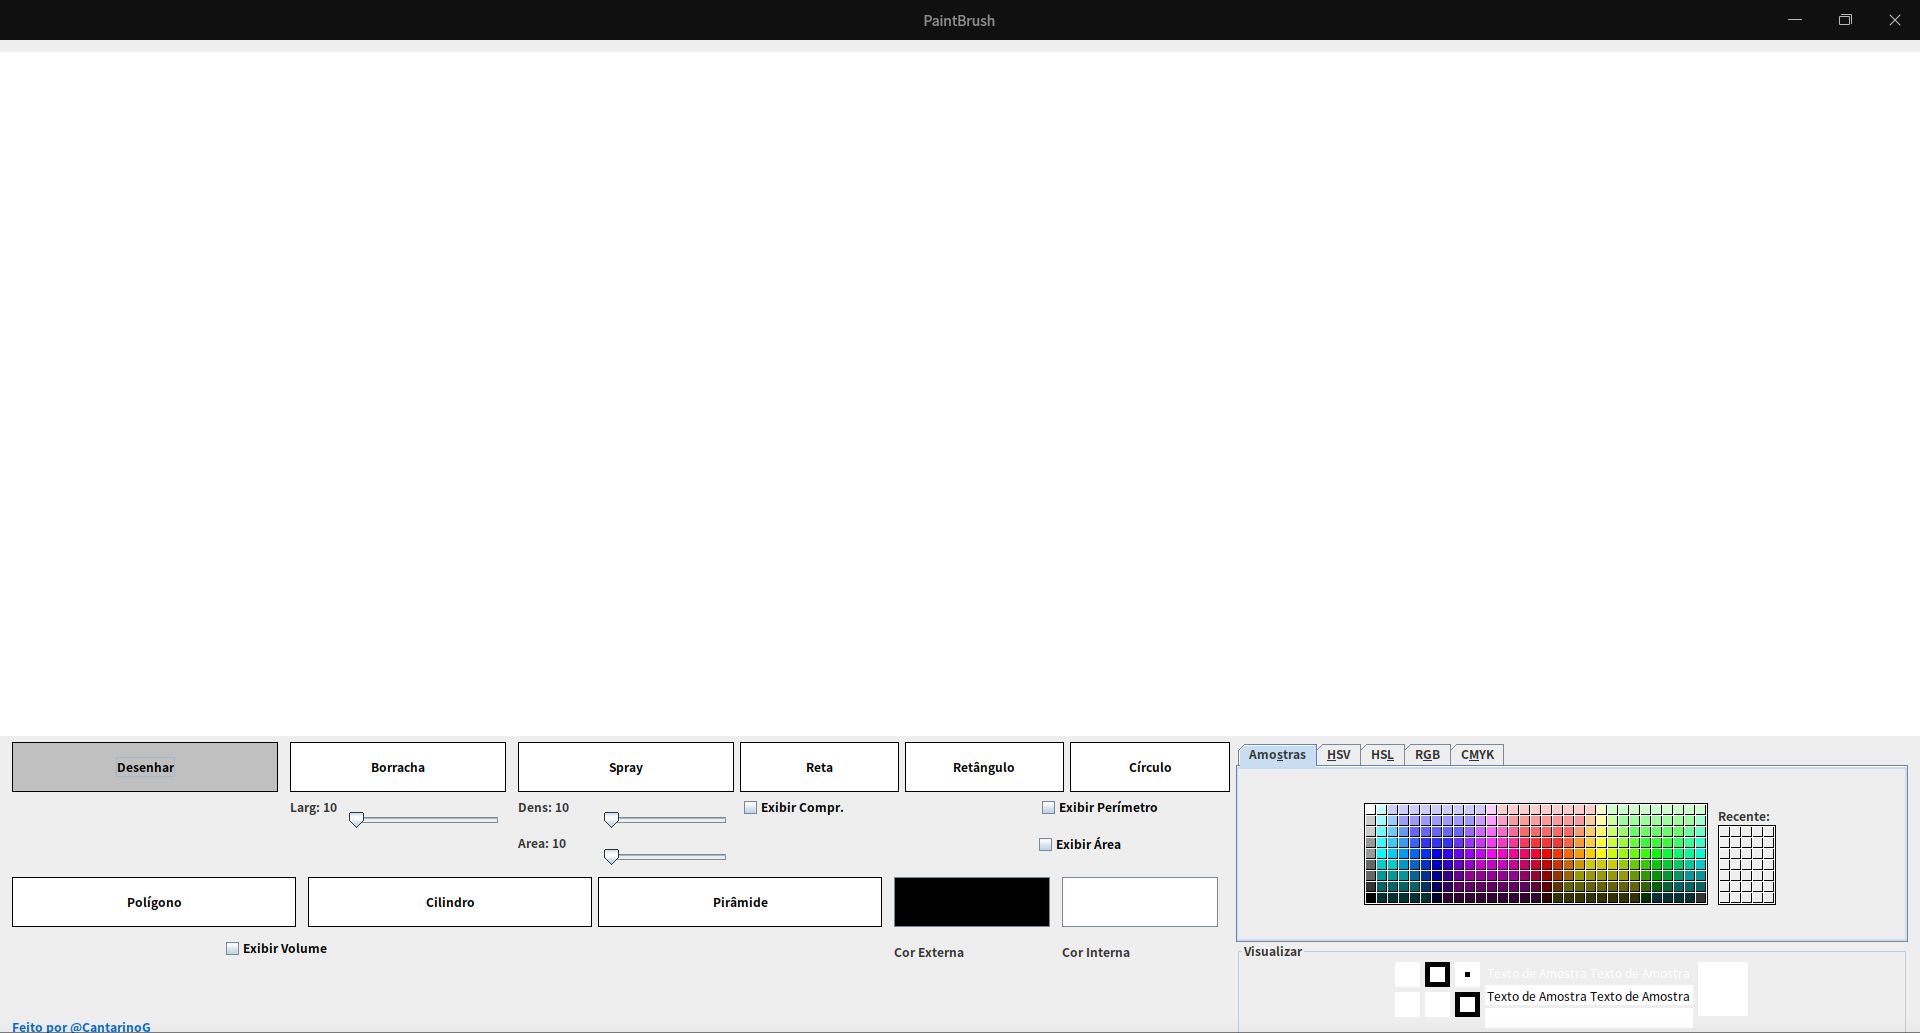 PaintBrush
Desenhar
Borracha
Spray
Reta
Retângulo
Círculo
Larg: 10
Dens: 10
Exibir Compr.
Exibir Perímetro
Area: 10
Exibir Área
Polígono
Cilindro
Pirâmide
Exibir Volume
Cor Externa
Cor Interna
Feito por @CantarinoG
Amostras
HSV
HSL
RGB
CMYK
Recente:
Visualizar
Texto de Amostra Texto de Amostra
Texto de Amostra Texto de Amostra